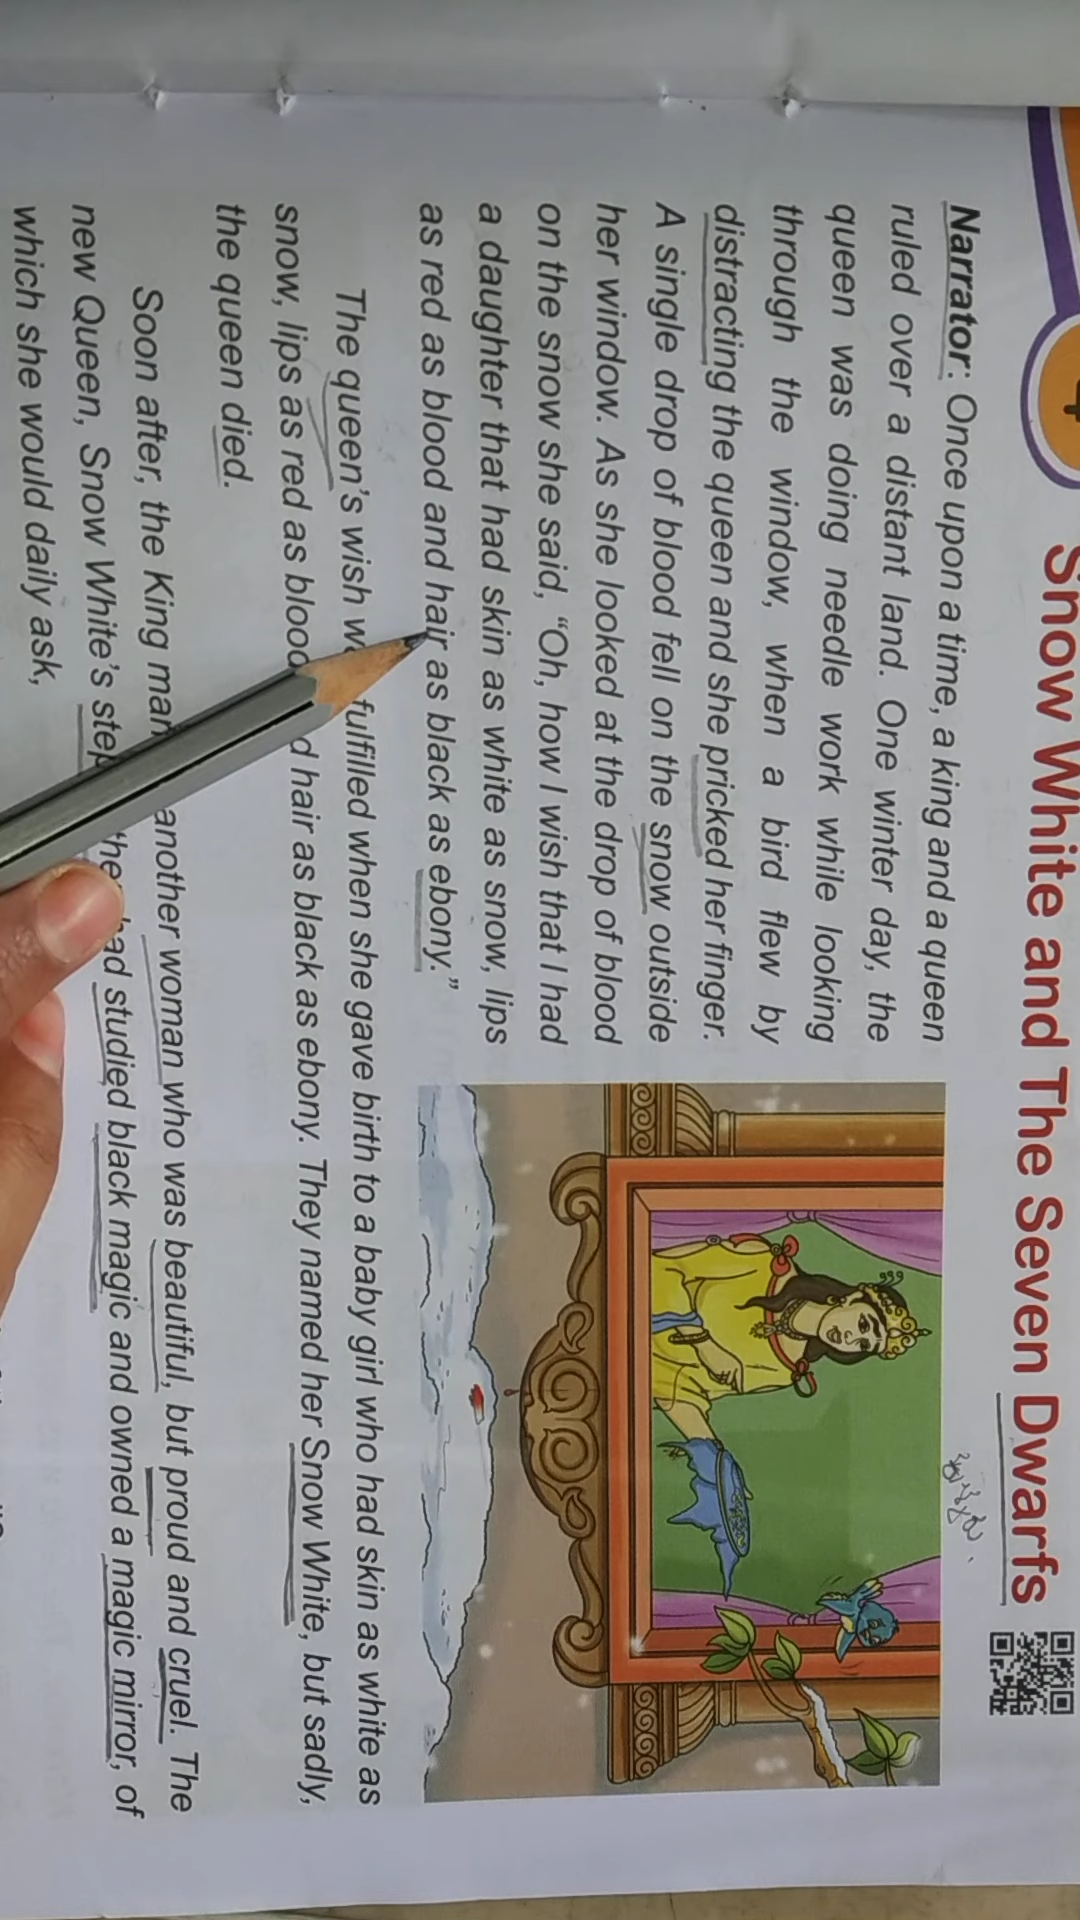 Snow White and The Seven Dwarfs
Narrator: Once upon a time, a king and a queen
ruled over a distant land. One winter day, the
queen was doing needle work while looking
through the window, when a bird flew by
distracting the queen and she pricked her finger.
A single drop of blood fell on the snow outside
her window. As she looked at the drop of blood
on the snow she said, “Oh, how I wish that I had
a daughter that had skin as white as snow, lips
as red as blood and hair as black as ebony.”
The queen’s wish fulfilled when she gave birth to a baby girl who had skin as white as
snow, lips as red as blood hair as black as ebony. They named her Snow White, but sadly,
the queen died.
Soon after, the King another woman who was beautiful, but proud and cruel. The
new Queen, Snow White’s had studied black magic and owned a magic mirror, of
which she would daily ask,